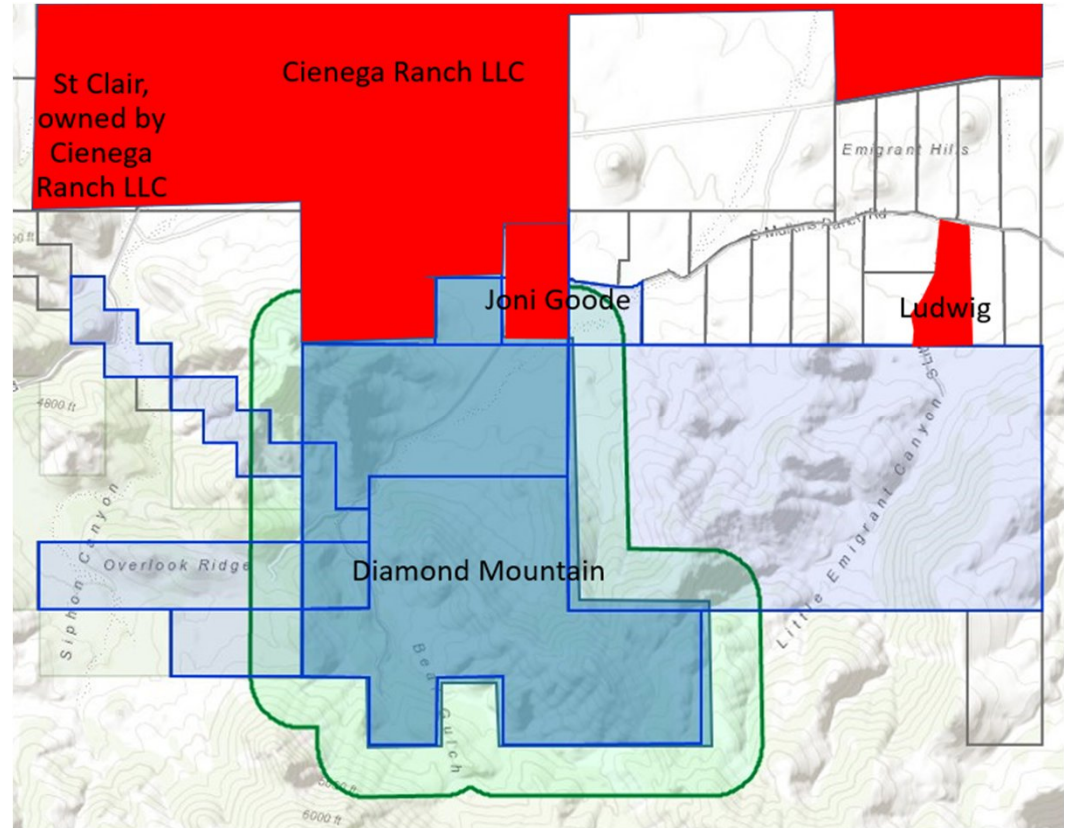 Cienega Ranch LLC
St Clair,
owned by
Cienega
Ranch LLC
Emigrant Hills
S Mullins Ranch Rd
Joni Goode
Ludwig
4800 ft
Siphon Canyon
Overlook Ridge
Diamond Mountain
Little Emigrant Canyon
Bear Gulch
6000 ft